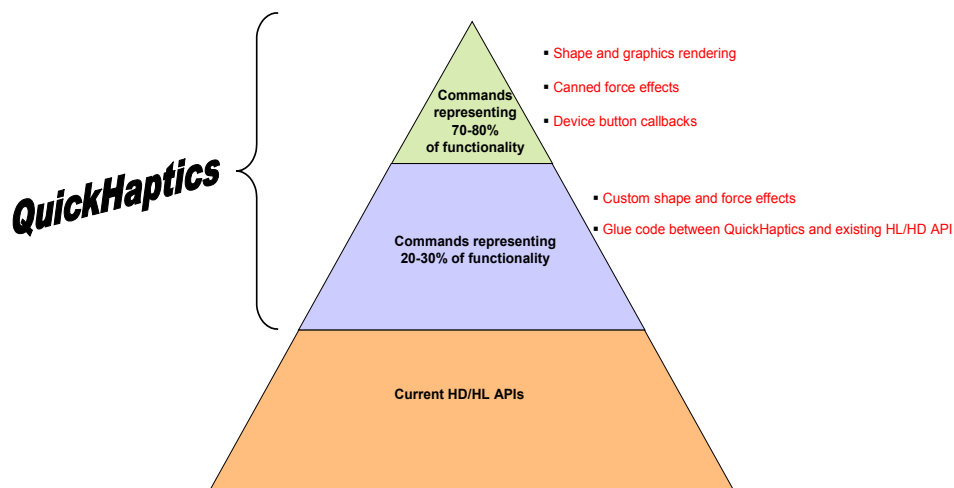 QuickHaptics
Commands
representing
70-80%
of functionality
▪ Shape and graphics rendering
▪ Canned force effects
▪ Device button callbacks
Commands representing
20-30% of functionality
▪ Custom shape and force effects
▪ Glue code between QuickHaptics and existing HL/HD API
Current HD/HL APIs